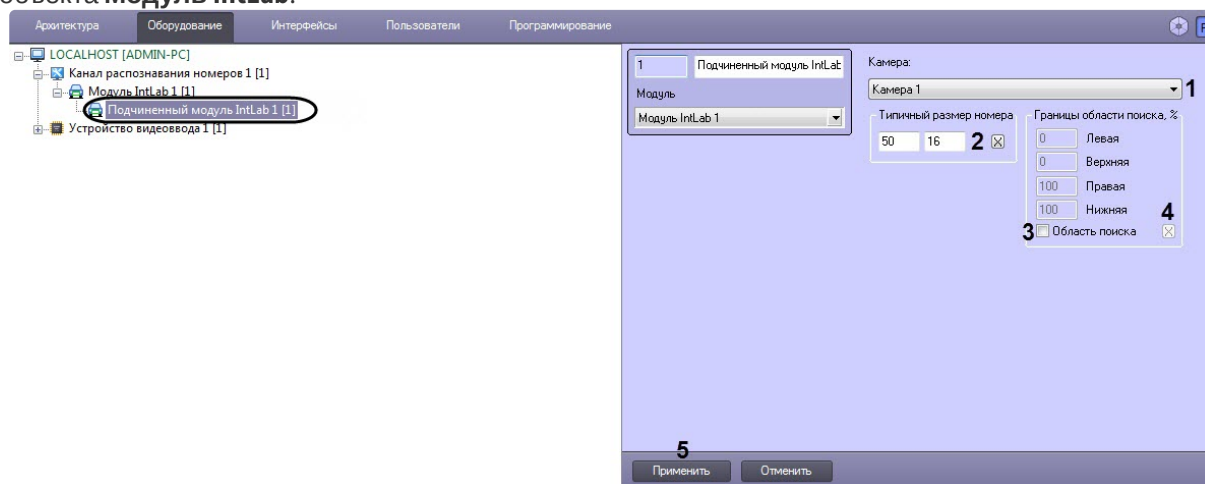 объекта Модуль IntLab.
Архитектура Оборудование Интерфейсы Пользователи Программирование
LOCALHOST [ADMIN-PC]
Канал распознавания номеров 1 [1]
Модуль IntLab 1 [1]
Подчиненный модуль IntLab 1 [1]
Устройство видеоввода 1 [1]
1 Подчиненный модуль IntLab
Модуль
Модуль IntLab 1
Камера:
Камера 1 1
Типичный размер номера
50 16 2
Границы области поиска, %
0 Левая
0 Верхняя
100 Правая
100 Нижняя 4
3 Область поиска
5
Применить Отменить